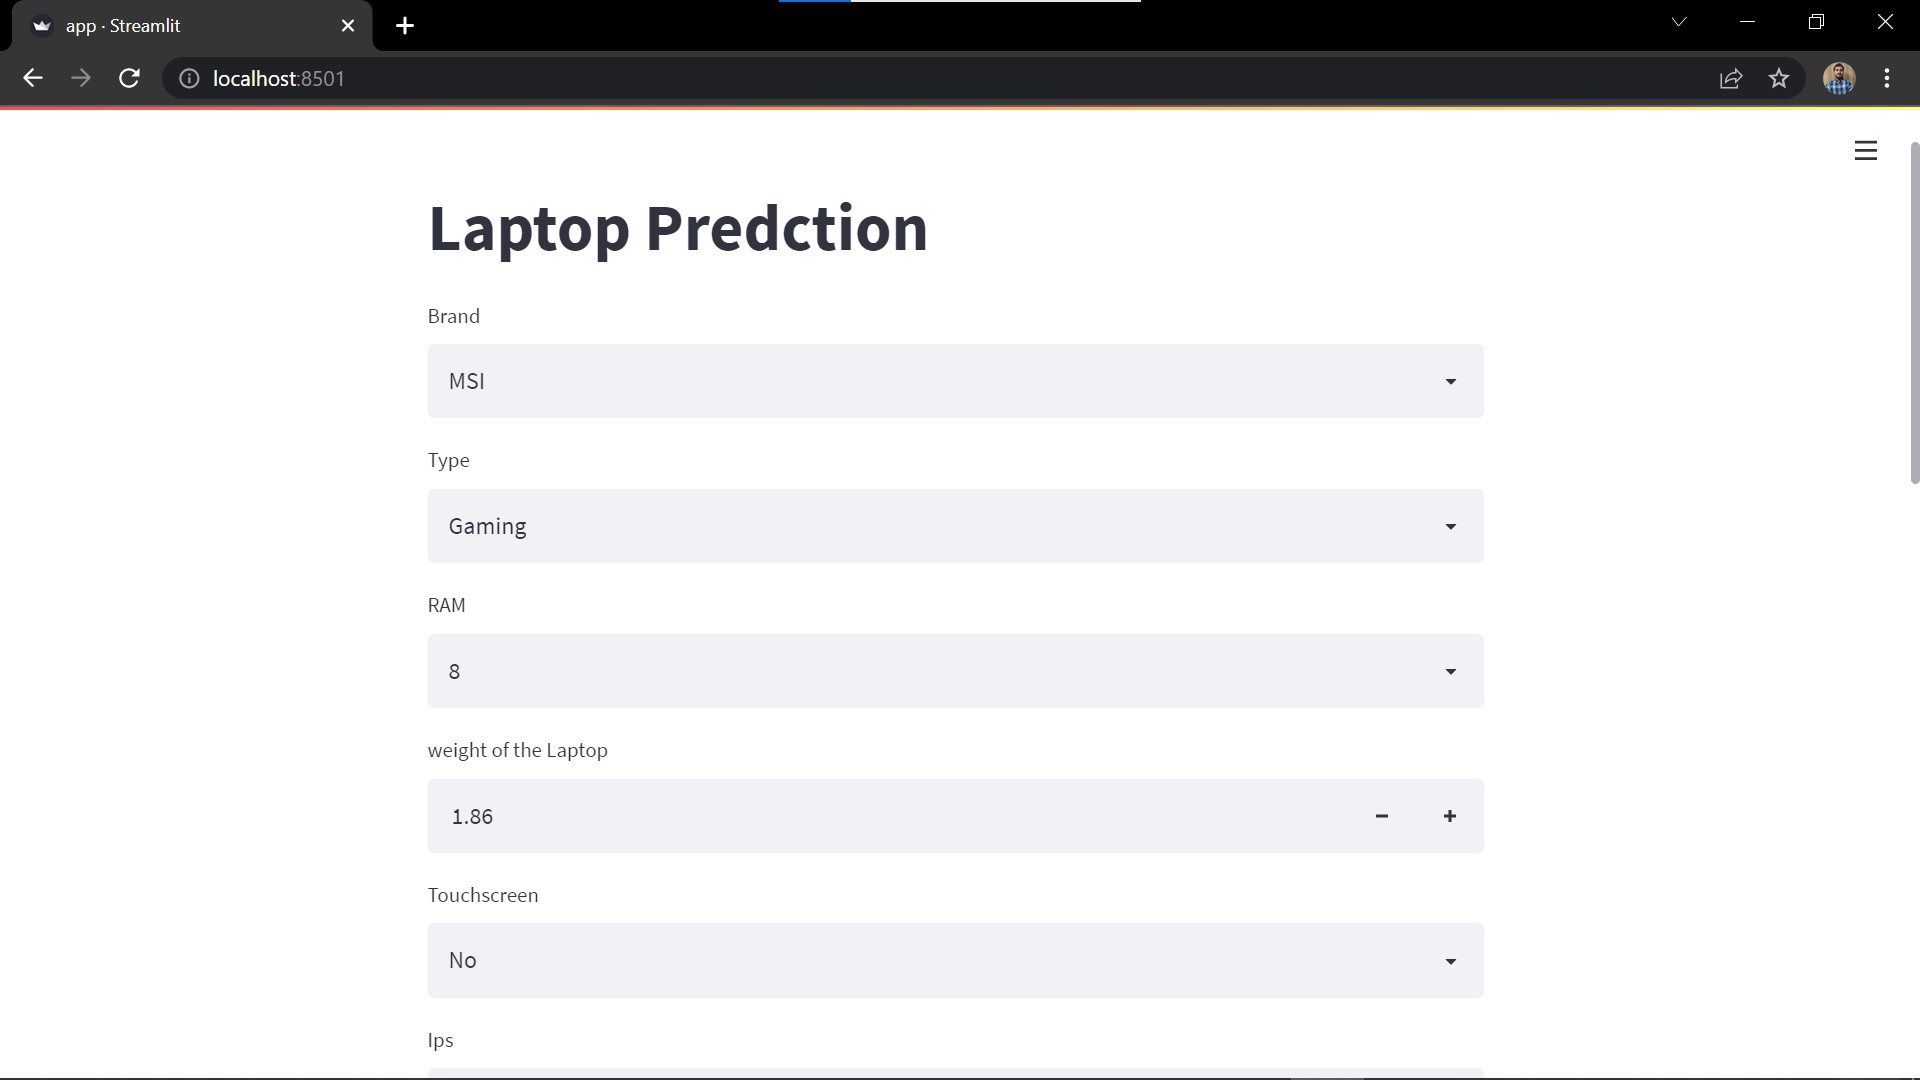 app · Streamlit
localhost:8501
Laptop Predction
Brand
MSI
Type
Gaming
RAM
8
weight of the Laptop
1.86
Touchscreen
No
Ips